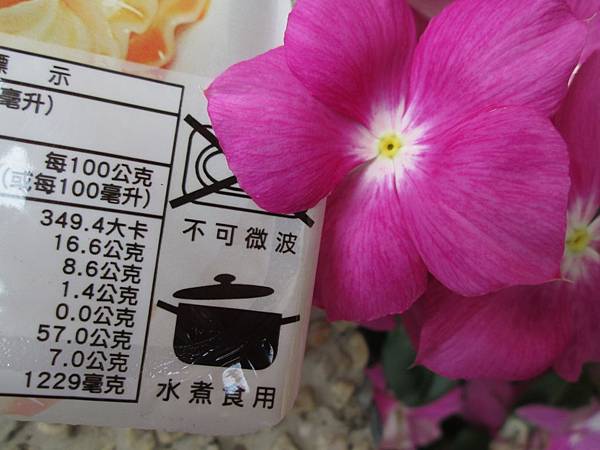 標示
毫升)
每100公克
(或每100毫升)
349.4大卡
16.6公克
8.6公克
1.4公克
0.0公克
57.0公克
7.0公克
1229毫克
不可微波
水煮食用